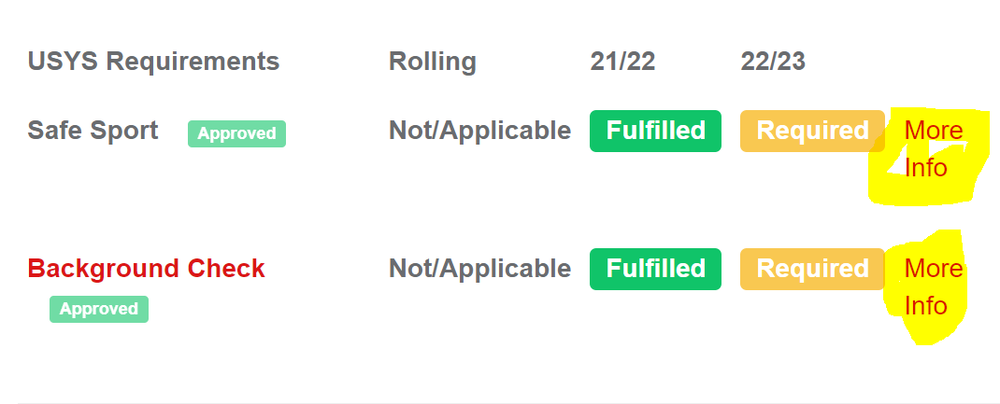 USYS Requirements Rolling 21/22 22/23
Safe Sport Approved Not/Applicable Fulfilled Required More
Info
Background Check Not/Applicable Fulfilled Required More
Approved Info